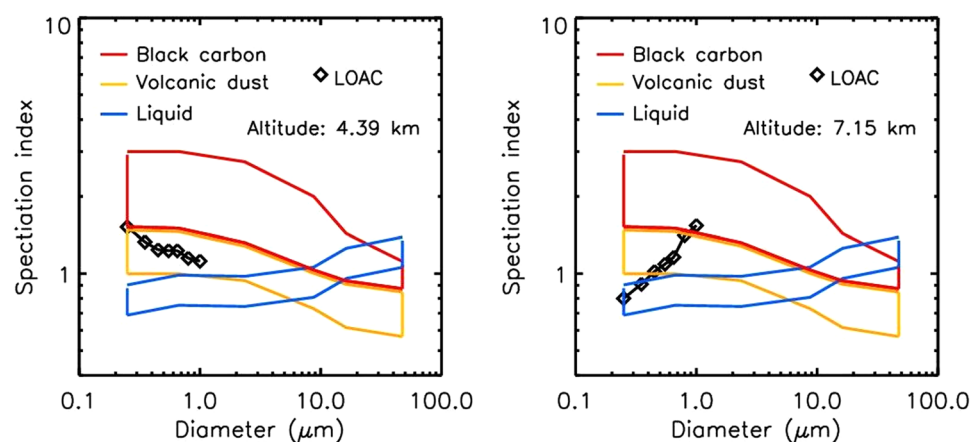 10
Black carbon
Volcanic dust
LOAC
Liquid
Altitude: 4.39 km
Speciation index
1
0.1 1.0 10.0 100.0
Diameter (μm)
10
Black carbon
Volcanic dust
LOAC
Liquid
Altitude: 7.15 km
Speciation index
1
0.1 1.0 10.0 100.0
Diameter (μm)